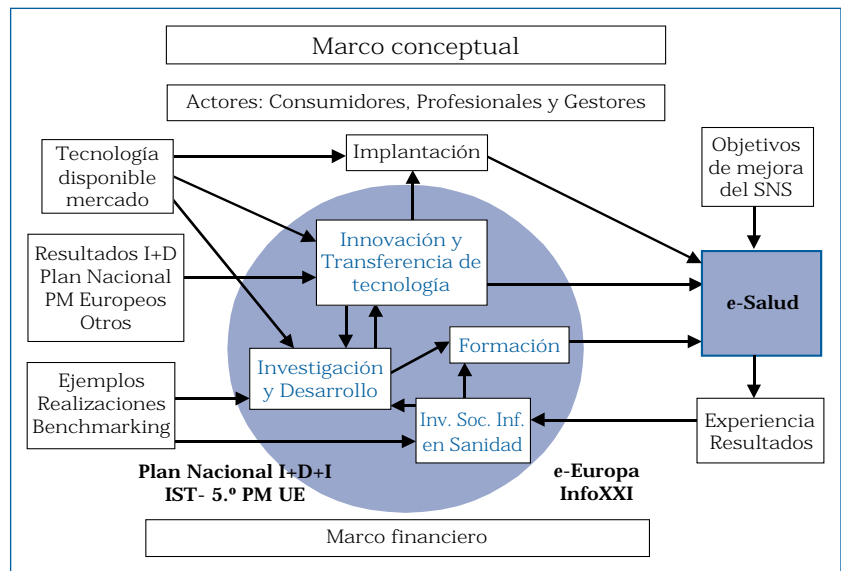 Marco conceptual
Actores: Consumidores, Profesionales y Gestores
Tecnología
disponible
mercado
Implantación
Objetivos
de mejora
del SNS
Resultados I+D
Plan Nacional
PM Europeos
Otros
Innovación y
Transferencia de
tecnología
e-Salud
Formación
Investigación
y Desarrollo
Ejemplos
Realizaciones
Benchmarking
Inv. Soc. Inf.
en Sanidad
Experiencia
Resultados
Plan Nacional I+D+I
IST- 5.º PM UE
e-Europa
InfoXXI
Marco financiero